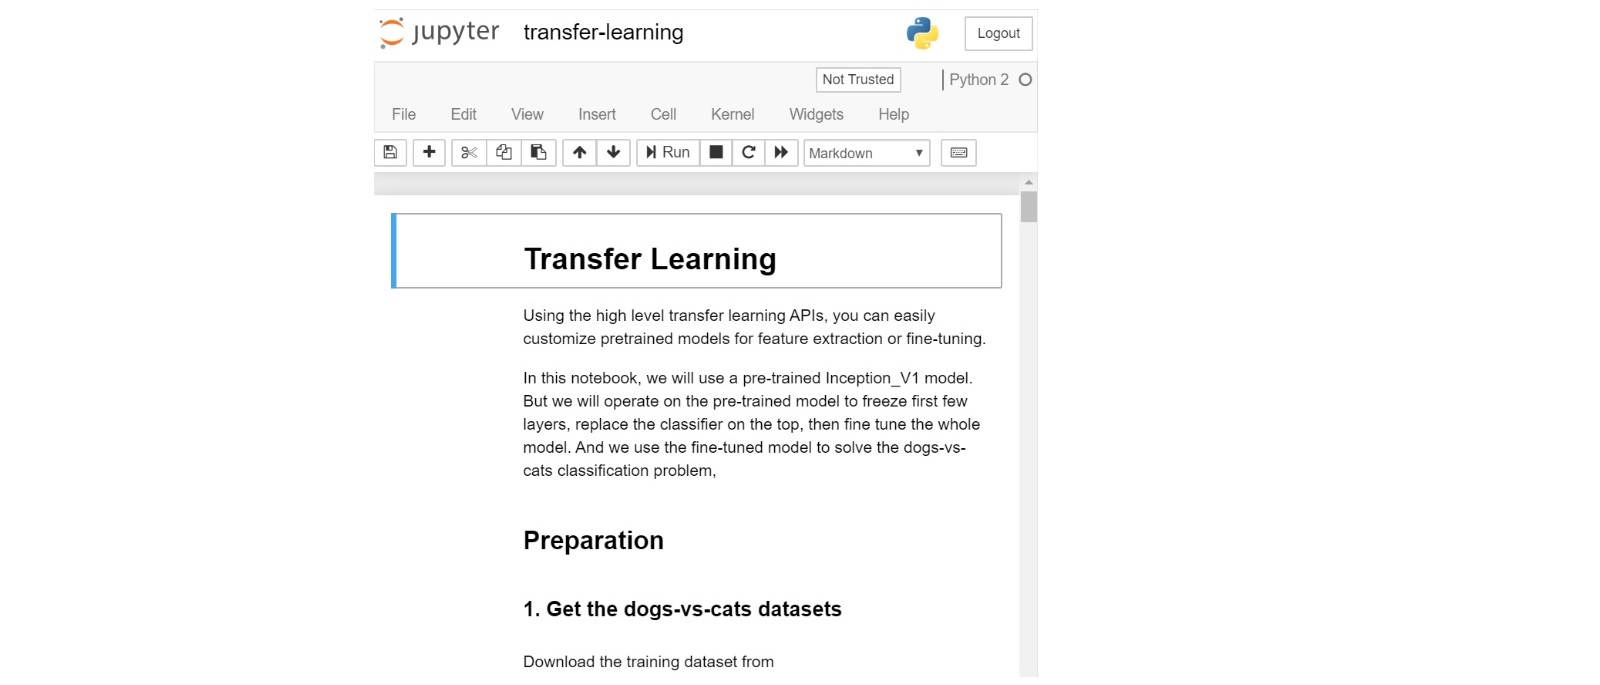 jupyter transfer-learning Logout
Not Trusted Python 2
File Edit View Insert Cell Kernel Widgets Help
Run Markdown
Transfer Learning
Using the high level transfer learning APIs, you can easily
customize pretrained models for feature extraction or fine-tuning.
In this notebook, we will use a pre-trained Inception_V1 model.
But we will operate on the pre-trained model to freeze first few
layers, replace the classifier on the top, then fine tune the whole
model. And we use the fine-tuned model to solve the dogs-vs-
cats classification problem,
Preparation
1. Get the dogs-vs-cats datasets
Download the training dataset from